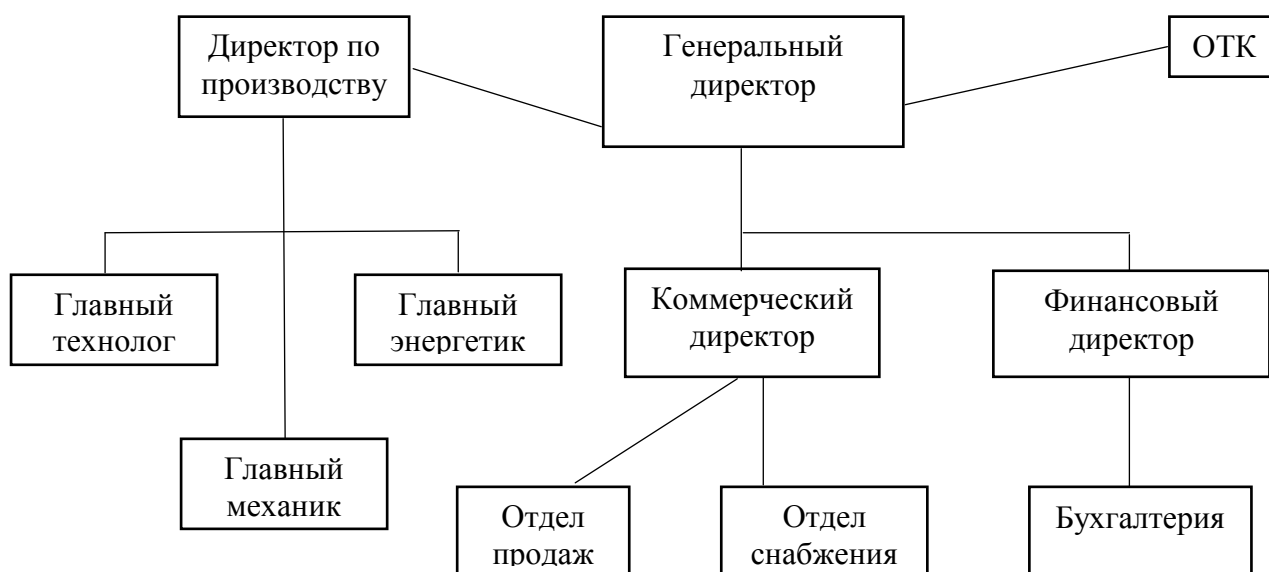 Директор по
производству
Генеральный
директор
ОТК
Главный
технолог
Главный
энергетик
Коммерческий
директор
Финансовый
директор
Главный
механик
Отдел
продаж
Отдел
снабжения
Бухгалтерия